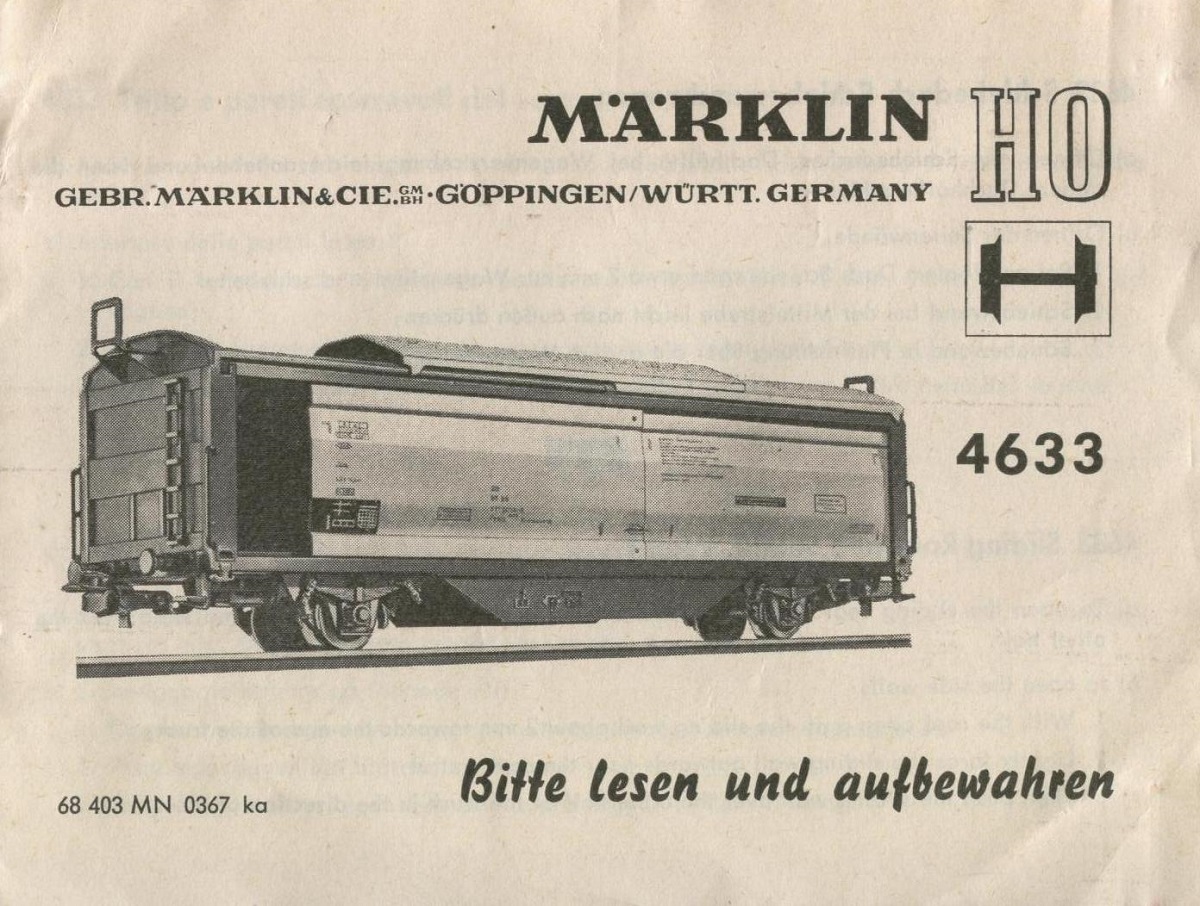 MÄRKLIN HO
GEBR. MÄRKLIN & CIE. GMBH · GÖPPINGEN/WÜRTT. GERMANY
4633
Bitte lesen und aufbewahren
68 403 MN 0367 ka